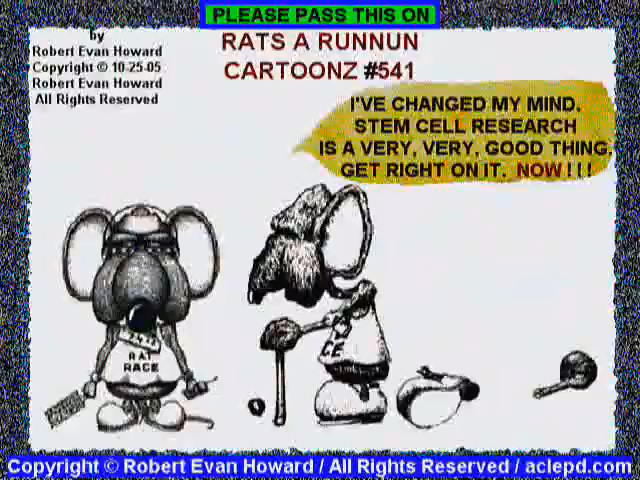 PLEASE PASS THIS ON
by
Robert Evan Howard
Copyright © 10-25-05
Robert Evan Howard
All Rights Reserved
RATS A RUNNUN
CARTOONZ #541
I'VE CHANGED MY MIND.
STEM CELL RESEARCH
IS A VERY, VERY, GOOD THING.
GET RIGHT ON IT. NOW ! ! !
RAT
RACE
CE
Copyright © Robert Evan Howard / All Rights Reserved / aclepd.com